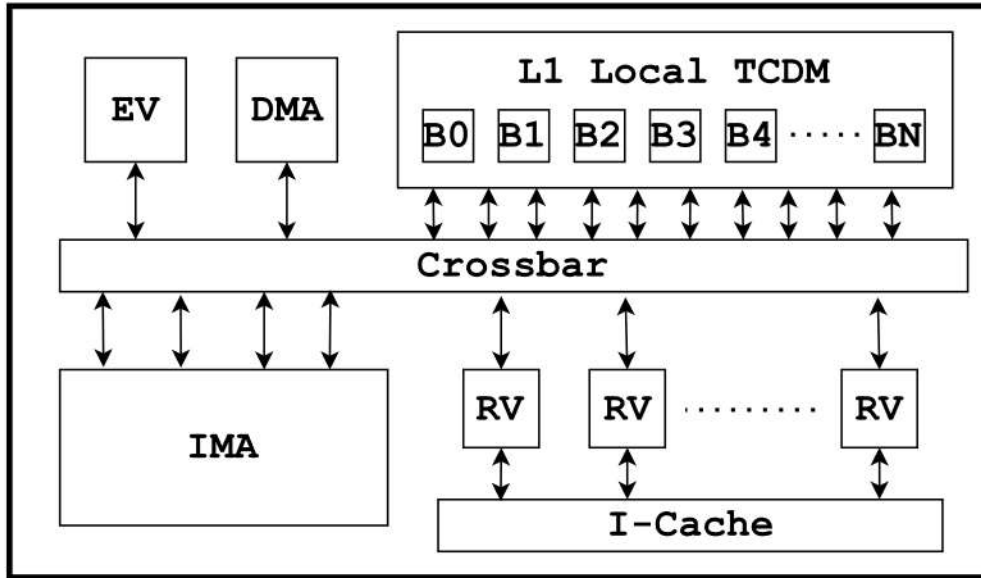 EV
DMA
L1 Local TCDM
B0 B1 B2 B3 B4 ..... BN
Crossbar
IMA
RV RV ......... RV
I-Cache